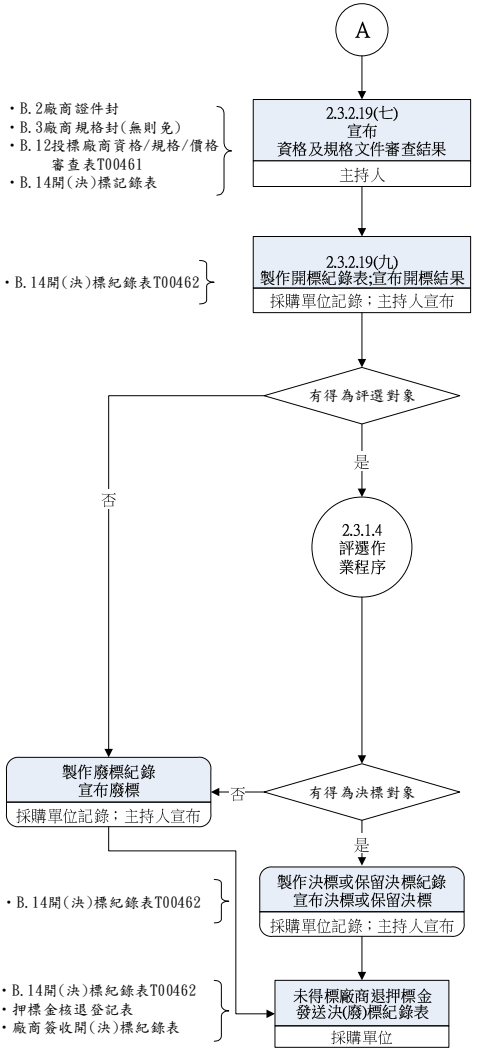 A
・B.2廠商證件封
・B.3廠商規格封(無則免)
・B.12投標廠商資格/規格/價格
審查表T00461
・B.14開(決)標記錄表
2.3.2.19(七)
宣布
資格及規格文件審查結果
主持人
・B.14開(決)標紀錄表T00462
2.3.2.19(九)
製作開標紀錄表;宣布開標結果
採購單位記錄；主持人宣布
有得為評選對象
是
否
2.3.1.4
評選作
業程序
製作廢標紀錄
宣布廢標
採購單位記錄；主持人宣布
否
有得為決標對象
是
・B.14開(決)標紀錄表T00462
製作決標或保留決標紀錄
宣布決標或保留決標
採購單位記錄；主持人宣布
・B.14開(決)標紀錄表T00462
・押標金核退登記表
・廠商簽收開(決)標紀錄表
未得標廠商退押標金
發送決(廢)標紀錄表
採購單位